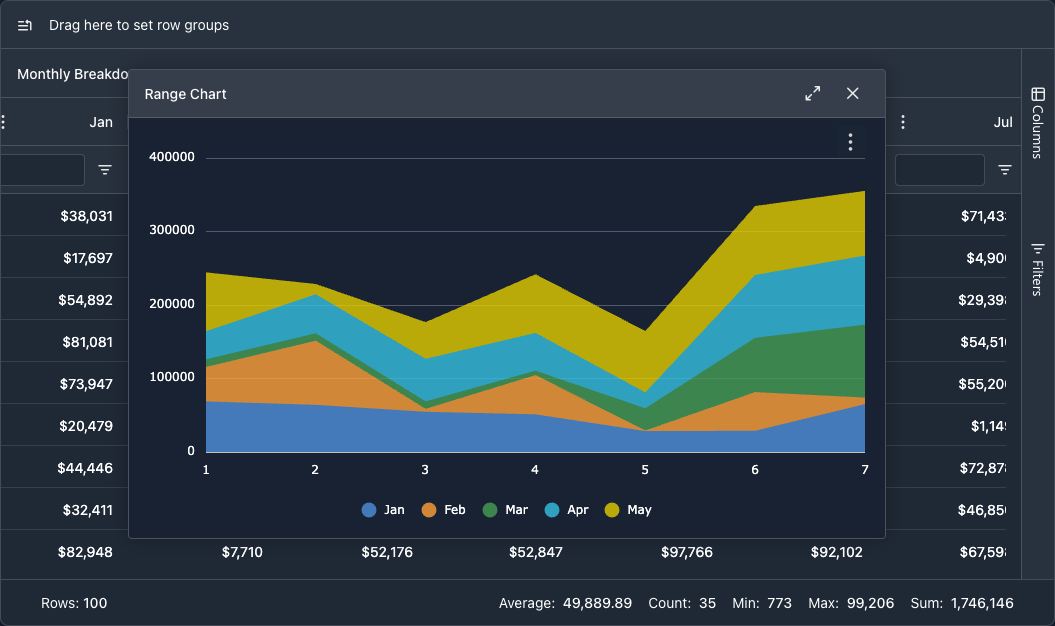 Drag here to set row groups
Monthly Breakdo
Range Chart
Columns
Filters
Jan
Jul
400000
300000
200000
100000
0
1 2 3 4 5 6 7
Jan Feb Mar Apr May
$38,031 $71,43
$17,697 $4,90
$54,892 $29,39
$81,081 $54,51
$73,947 $55,20
$20,479 $1,14
$44,446 $72,87
$32,411 $46,85
$82,948 $7,710 $52,176 $52,847 $97,766 $92,102 $67,59
Rows: 100 Average: 49,889.89 Count: 35 Min: 773 Max: 99,206 Sum: 1,746,146